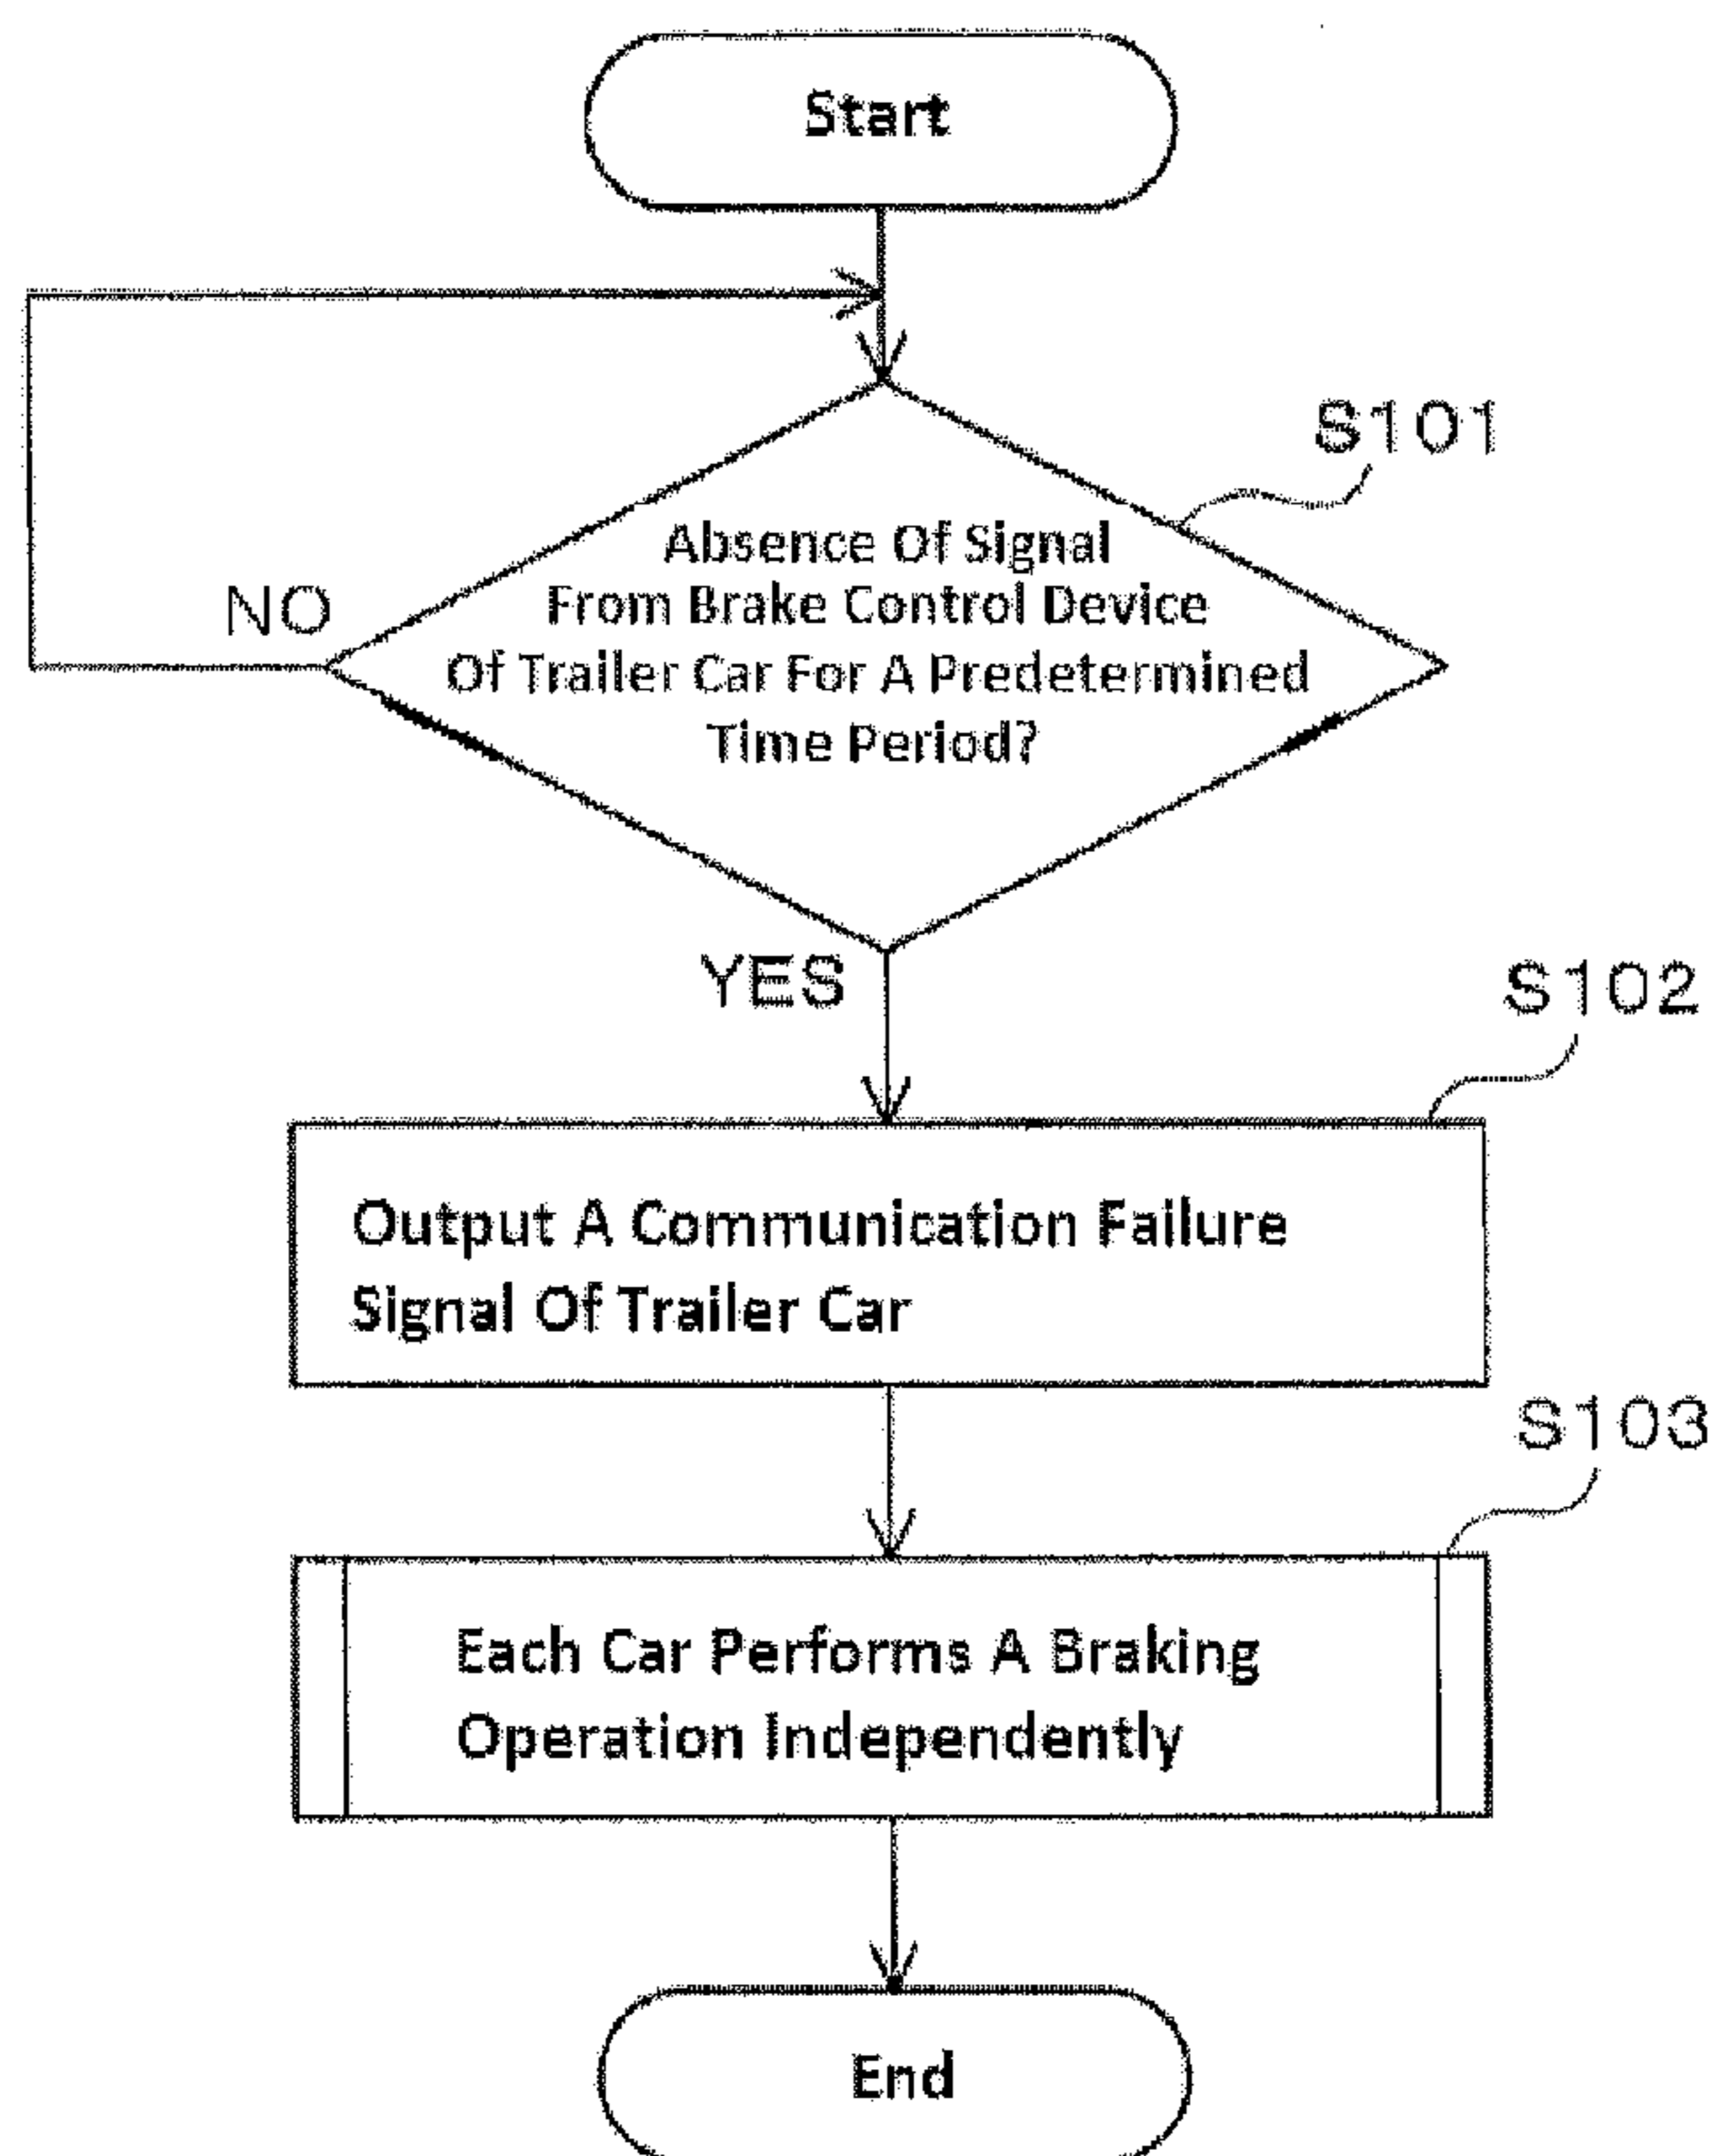 Start
S101
Absence Of Signal
From Brake Control Device
Of Trailer Car For A Predetermined
Time Period?
NO
YES
S102
Output A Communication Failure
Signal Of Trailer Car
S103
Each Car Performs A Braking
Operation Independently
End